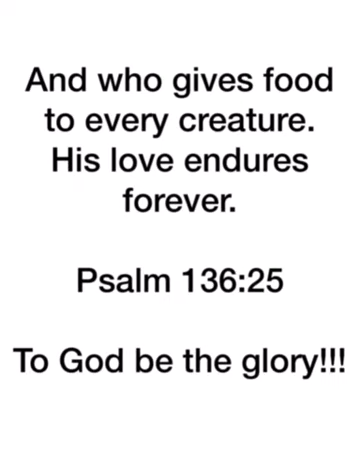 And who gives food
to every creature.
His love endures
forever.
Psalm 136:25
To God be the glory!!!